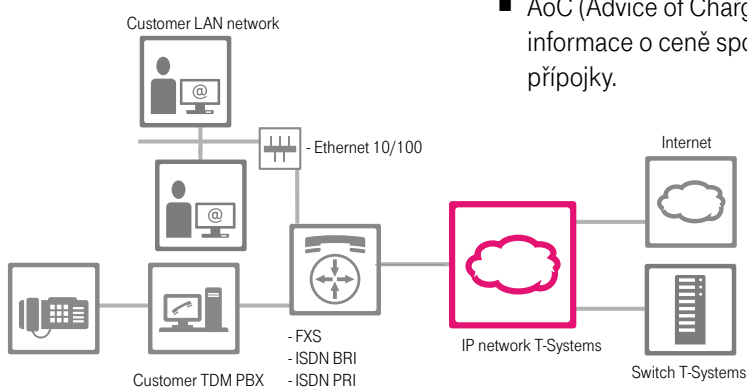 ■ AoC (Advice of Charg
informace o ceně spo
přípojky.
Customer LAN network
@
- Ethernet 10/100
@
Internet
- FXS
- ISDN BRI
- ISDN PRI
Customer TDM PBX
IP network T-Systems
Switch T-Systems